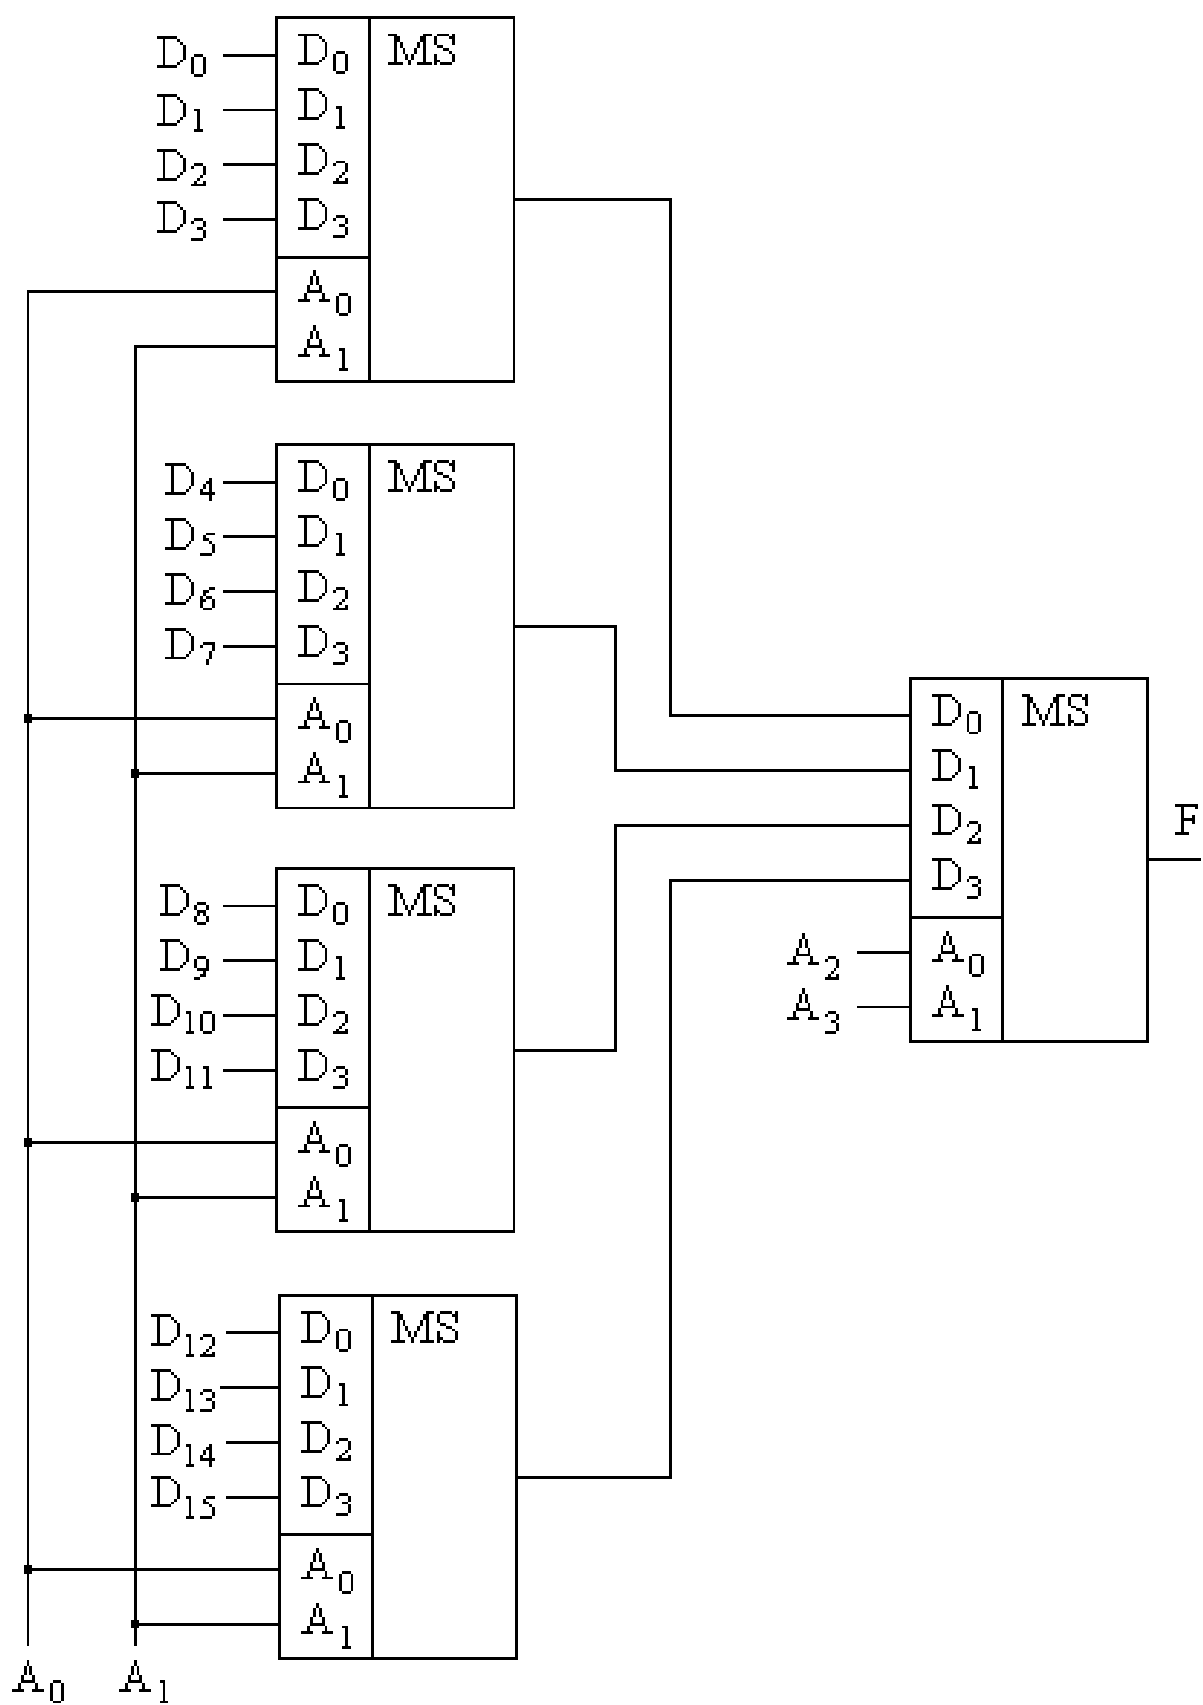 D₀ D₀ MS
D₁ D₁
D₂ D₂
D₃ D₃
A₀
A₁
D₄ D₀ MS
D₅ D₁
D₆ D₂
D₇ D₃
A₀
A₁
D₈ D₀ MS
D₉ D₁
D₁₀ D₂
D₁₁ D₃
A₀
A₁
D₁₂ D₀ MS
D₁₃ D₁
D₁₄ D₂
D₁₅ D₃
A₀
A₁
A₀ A₁
D₀ MS
D₁
D₂
D₃
A₂ A₀
A₃ A₁
F